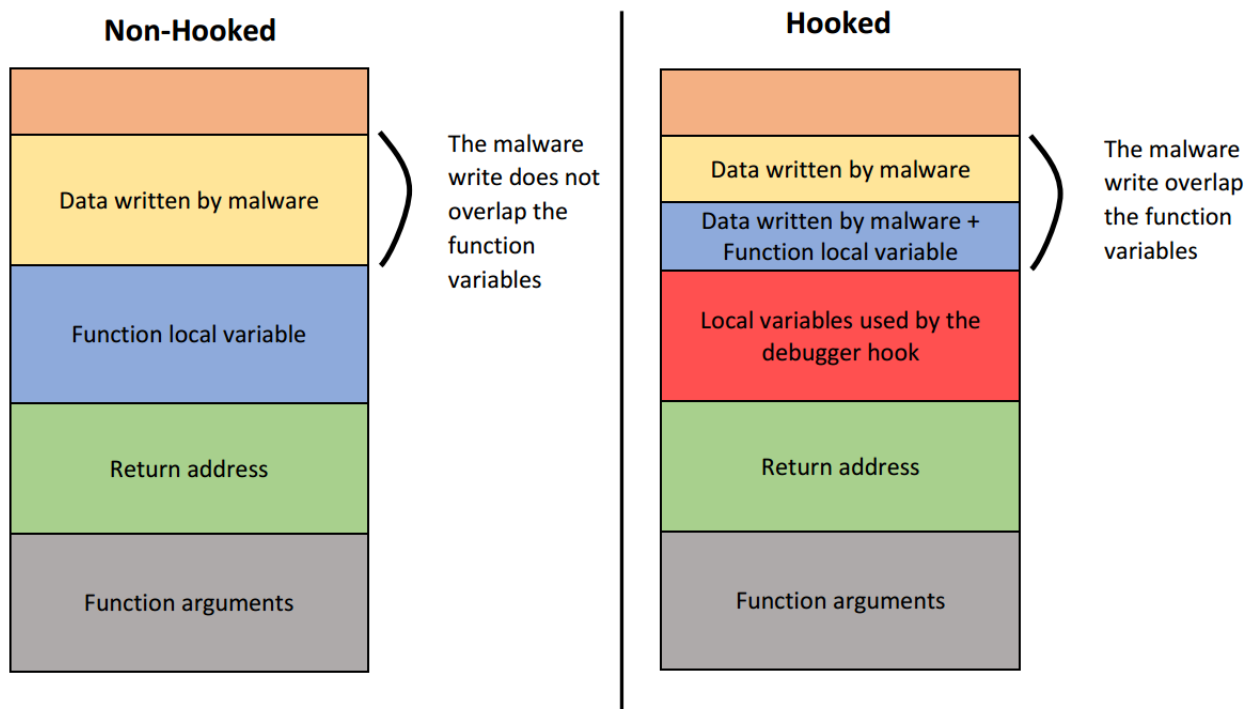 Non-Hooked
Data written by malware
The malware
write does not
overlap the
function
variables
Function local variable
Return address
Function arguments
Hooked
Data written by malware
Data written by malware +
Function local variable
The malware
write overlap
the function
variables
Local variables used by the
debugger hook
Return address
Function arguments